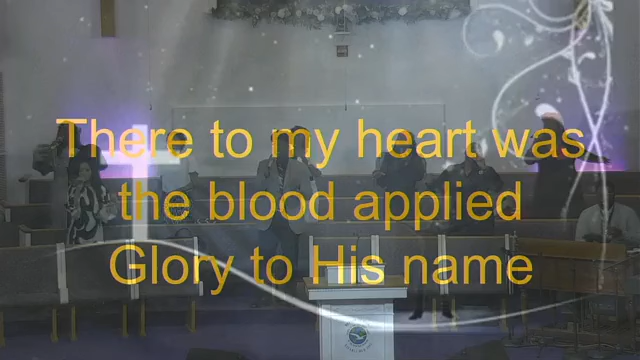 There to my heart was
the blood applied
Glory to His name